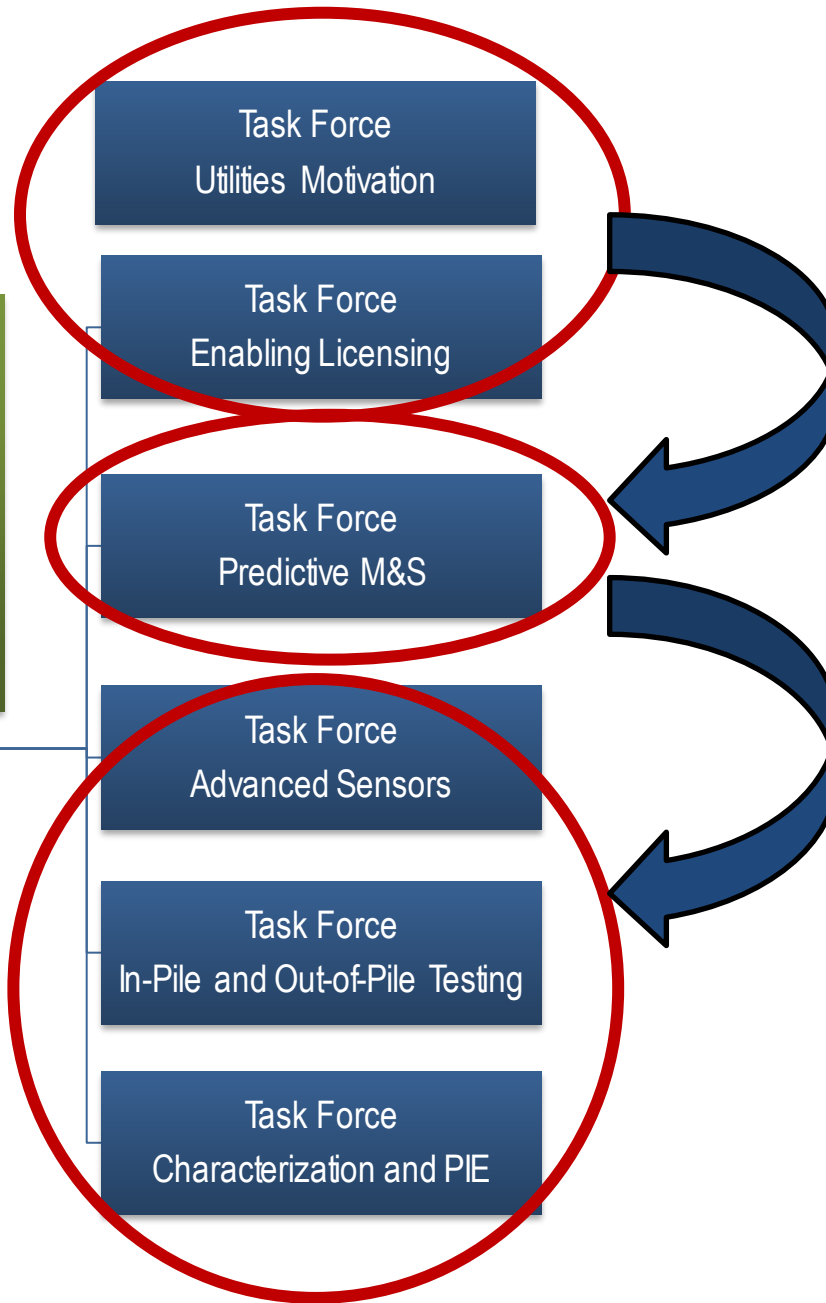 Task Force
Utilities Motivation
Task Force
Enabling Licensing
Task Force
Predictive M&S
Task Force
Advanced Sensors
Task Force
In-Pile and Out-of-Pile Testing
Task Force
Characterization and PIE